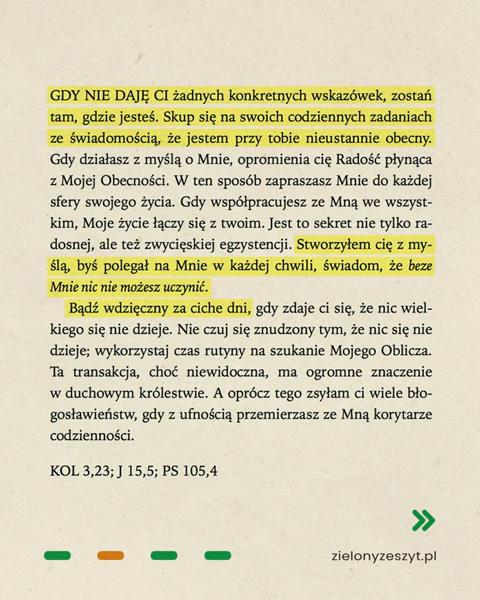 GDY NIE DAJĘ CI żadnych konkretnych wskazówek, zostań
tam, gdzie jesteś. Skup się na swoich codziennych zadaniach
ze świadomością, że jestem przy tobie nieustannie obecny.
Gdy działasz z myślą o Mnie, opromienia cię Radość płynąca
z Mojej Obecności. W ten sposób zapraszasz Mnie do każdej
sfery swojego życia. Gdy współpracujesz ze Mną we wszyst-
kim, Moje życie łączy się z twoim. Jest to sekret nie tylko ra-
dosnej, ale też zwycięskiej egzystencji. Stworzyłem cię z my-
ślą, byś polegał na Mnie w każdej chwili, świadom, że beze
Mnie nic nie możesz uczynić.
Bądź wdzięczny za ciche dni, gdy zdaje ci się, że nic wiel-
kiego się nie dzieje. Nie czuj się znudzony tym, że nic się nie
dzieje; wykorzystaj czas rutyny na szukanie Mojego Oblicza.
Ta transakcja, choć niewidoczna, ma ogromne znaczenie
w duchowym królestwie. A oprócz tego zsyłam ci wiele bło-
gosławieństw, gdy z ufnością przemierzasz ze Mną korytarze
codzienności.
KOL 3,23; J 15,5; PS 105,4
zielonyzeszyt.pl